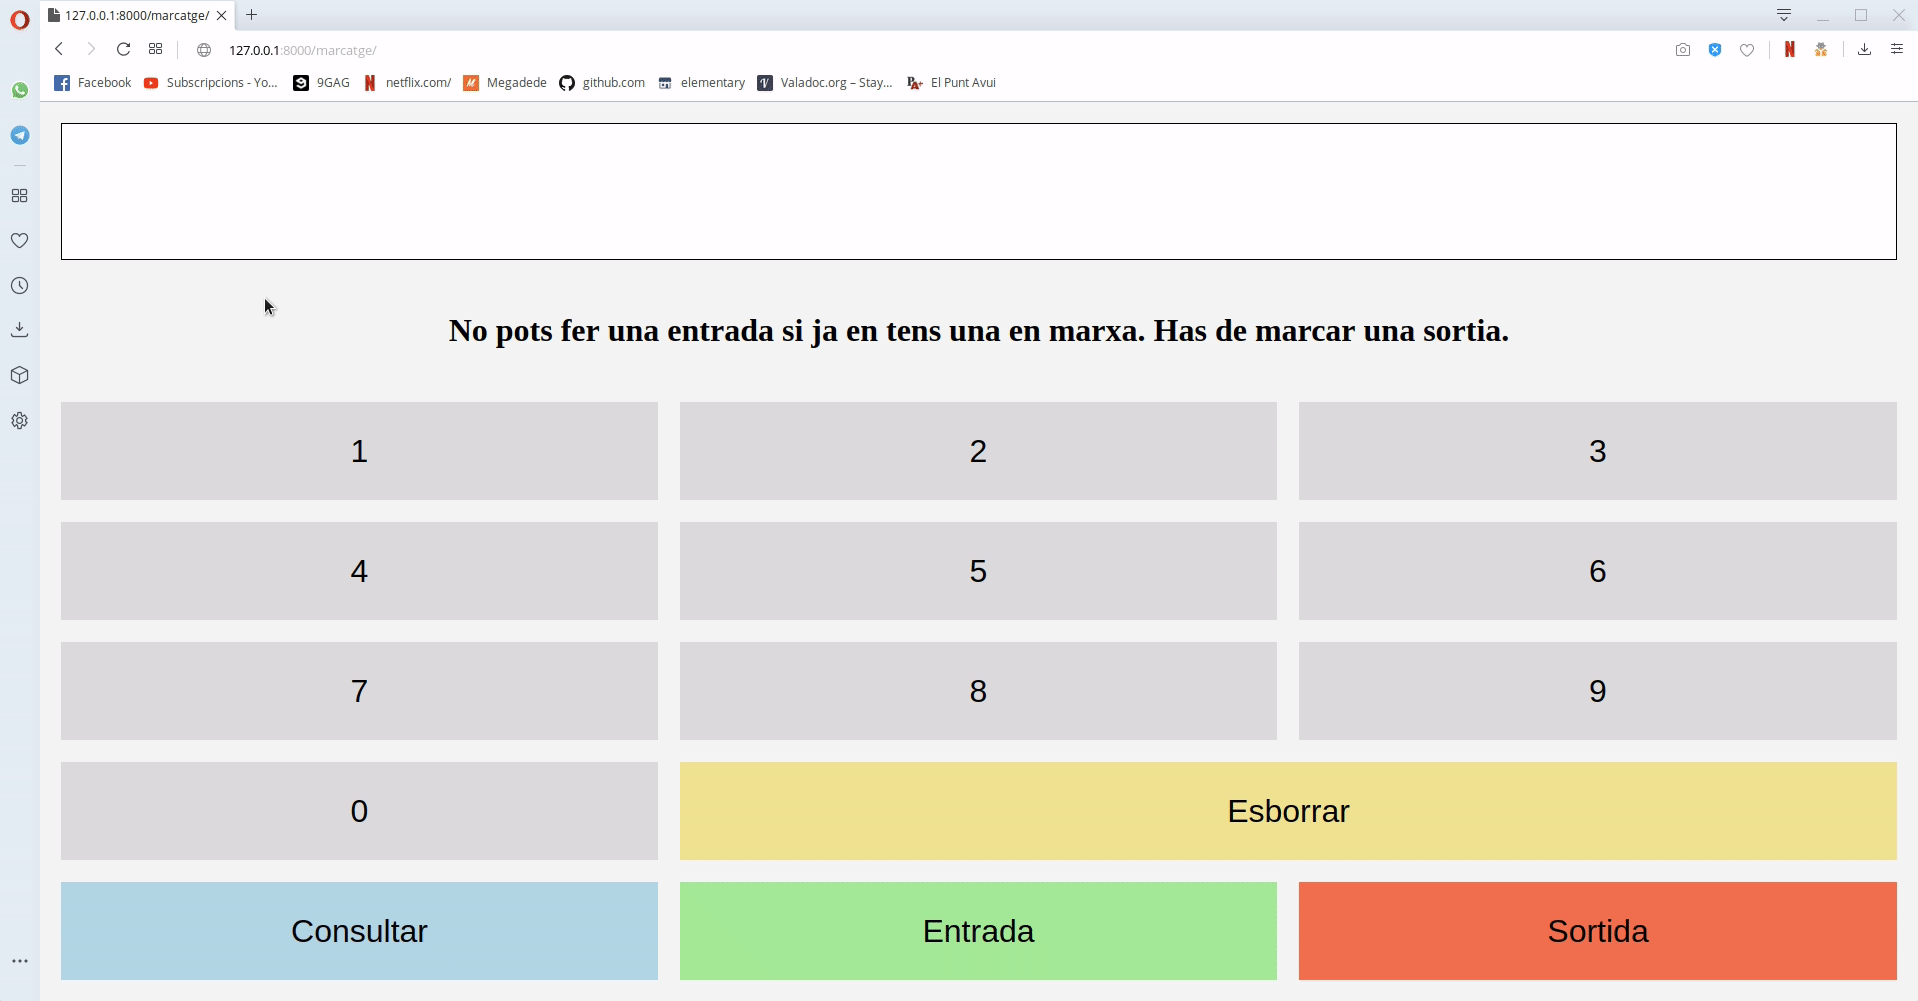 127.0.0.1:8000/marcatge/
127.0.0.1:8000/marcatge/
Facebook Subscripcions - Yo... 9GAG netflix.com/ Megadede github.com elementary Valadoc.org – Stay... El Punt Avui
No pots fer una entrada si ja en tens una en marxa. Has de marcar una sortia.
1 2 3
4 5 6
7 8 9
0 Esborrar
Consultar Entrada Sortida